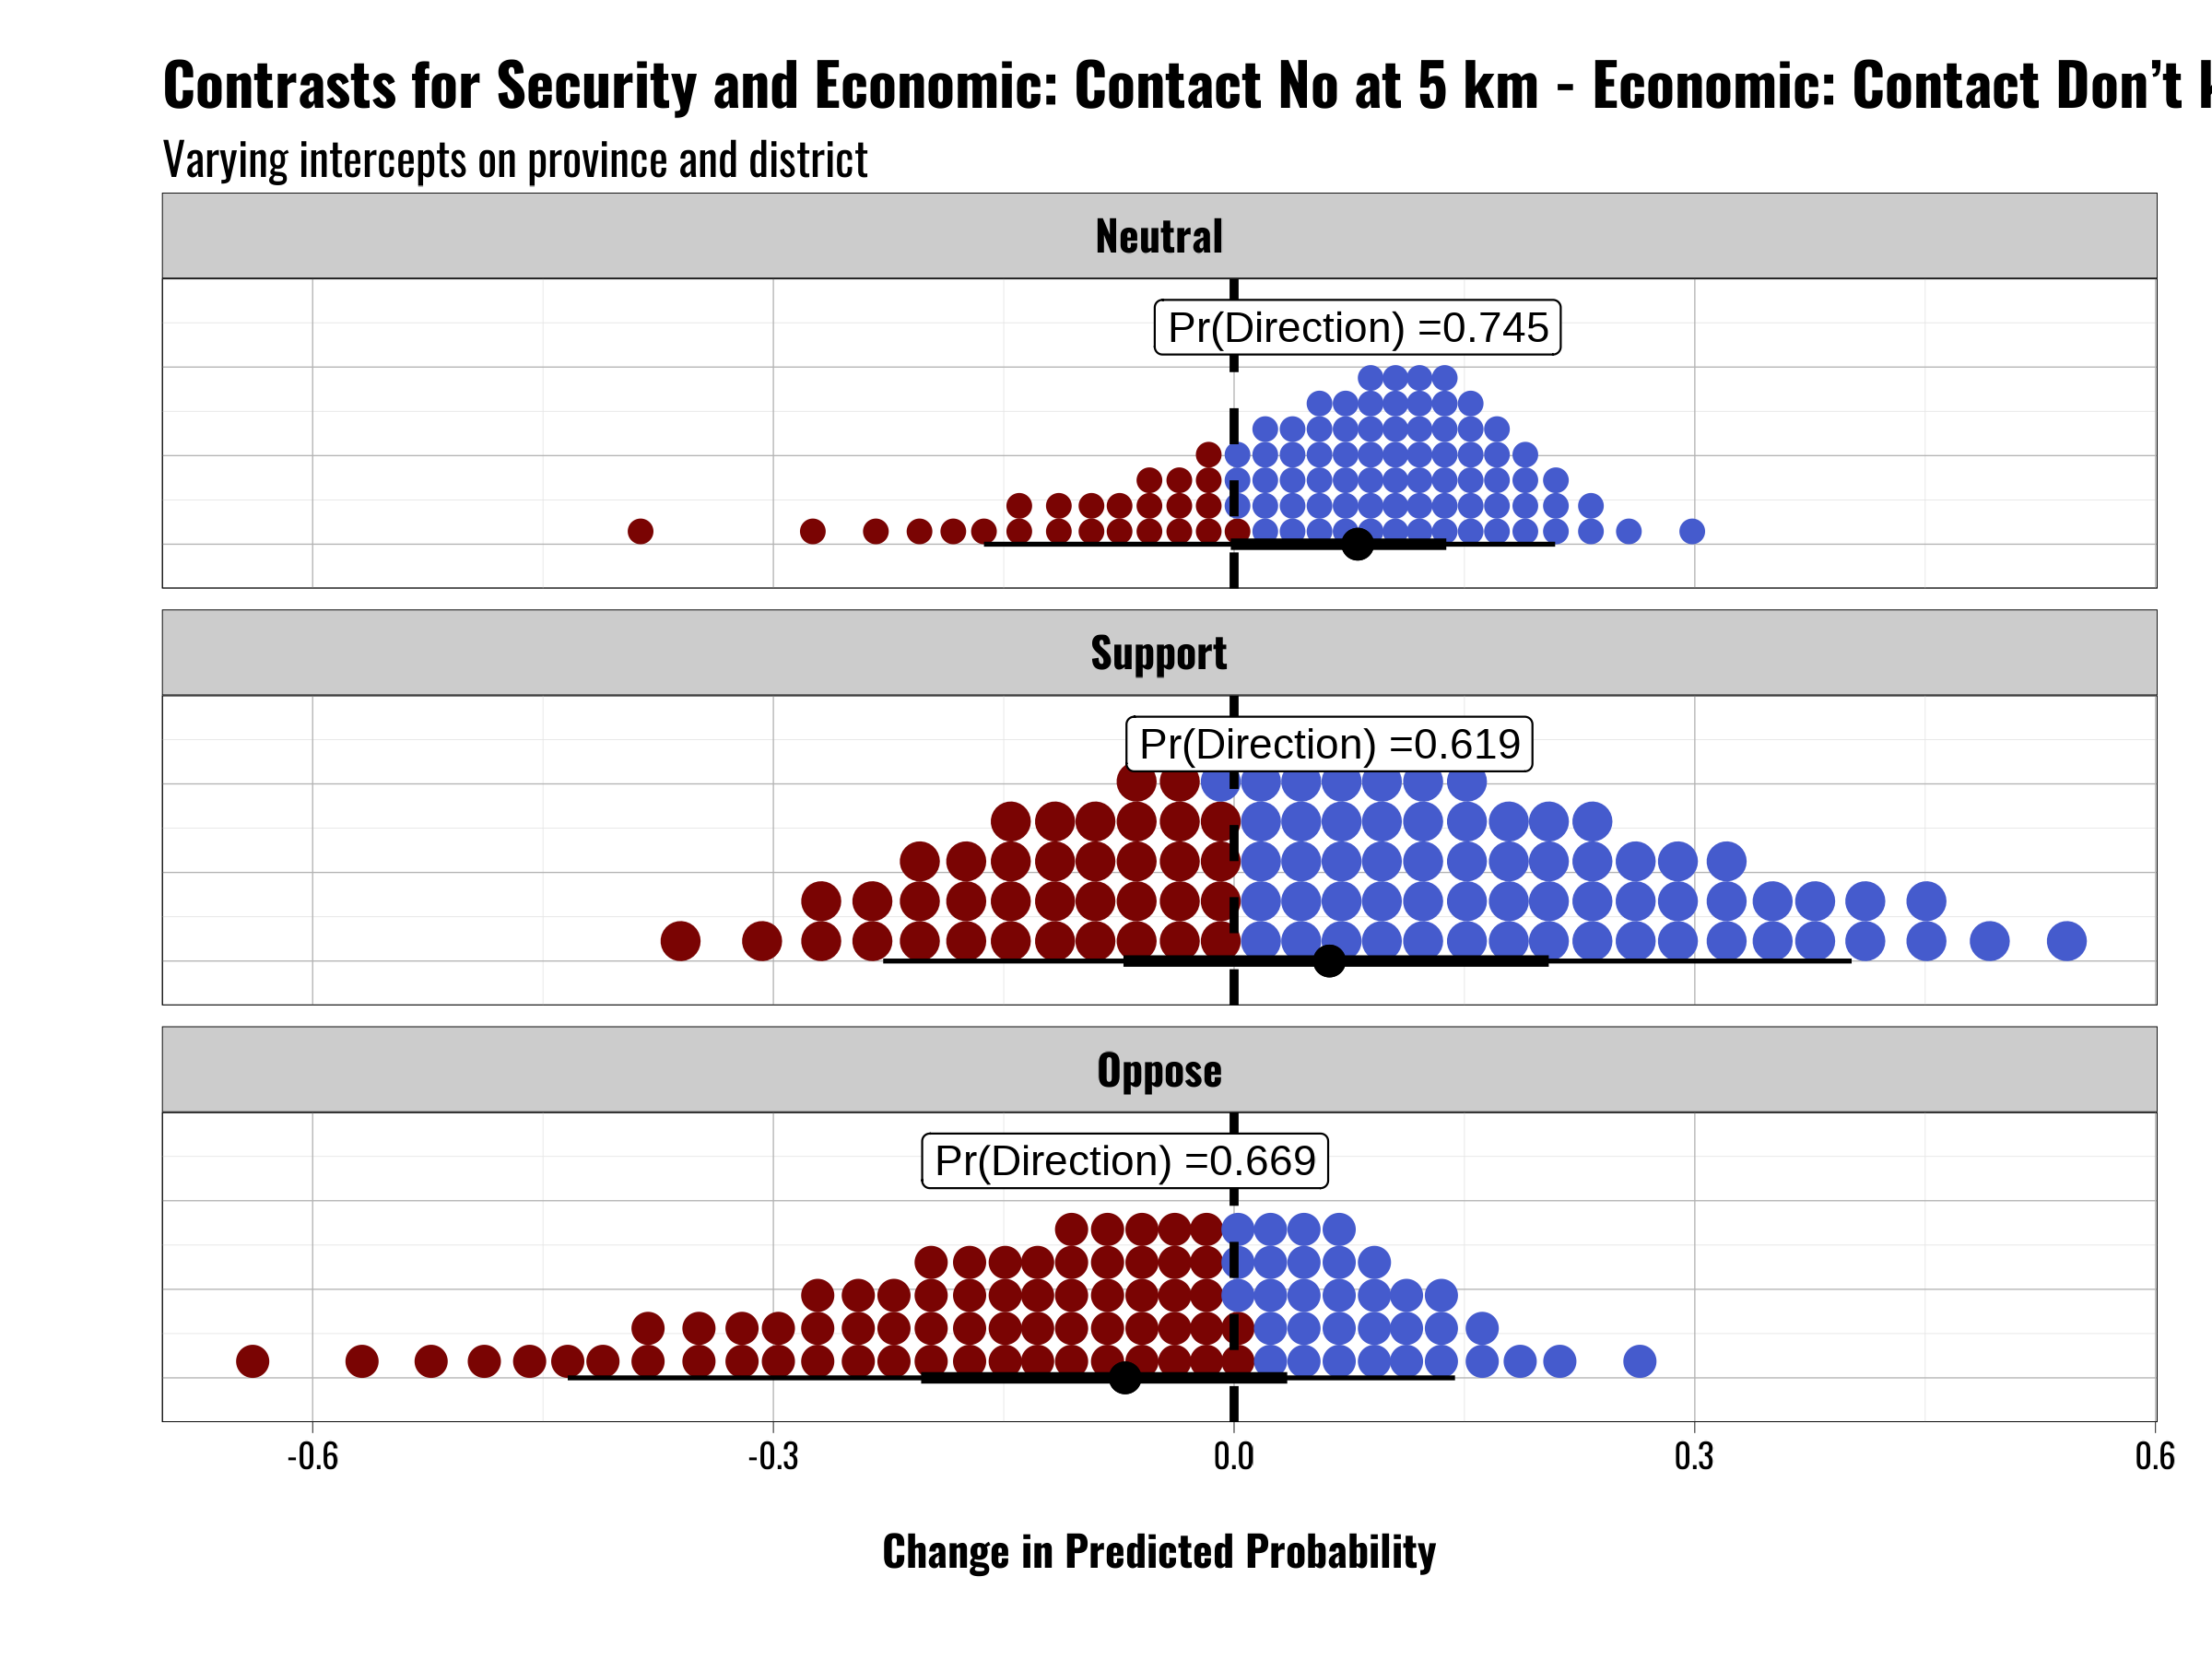 Contrasts for Security and Economic: Contact No at 5 km - Economic: Contact Don’t
Varying intercepts on province and district
Neutral
Pr(Direction) =0.745
Support
Pr(Direction) =0.619
Oppose
Pr(Direction) =0.669
-0.6 -0.3 0.0 0.3 0.6
Change in Predicted Probability